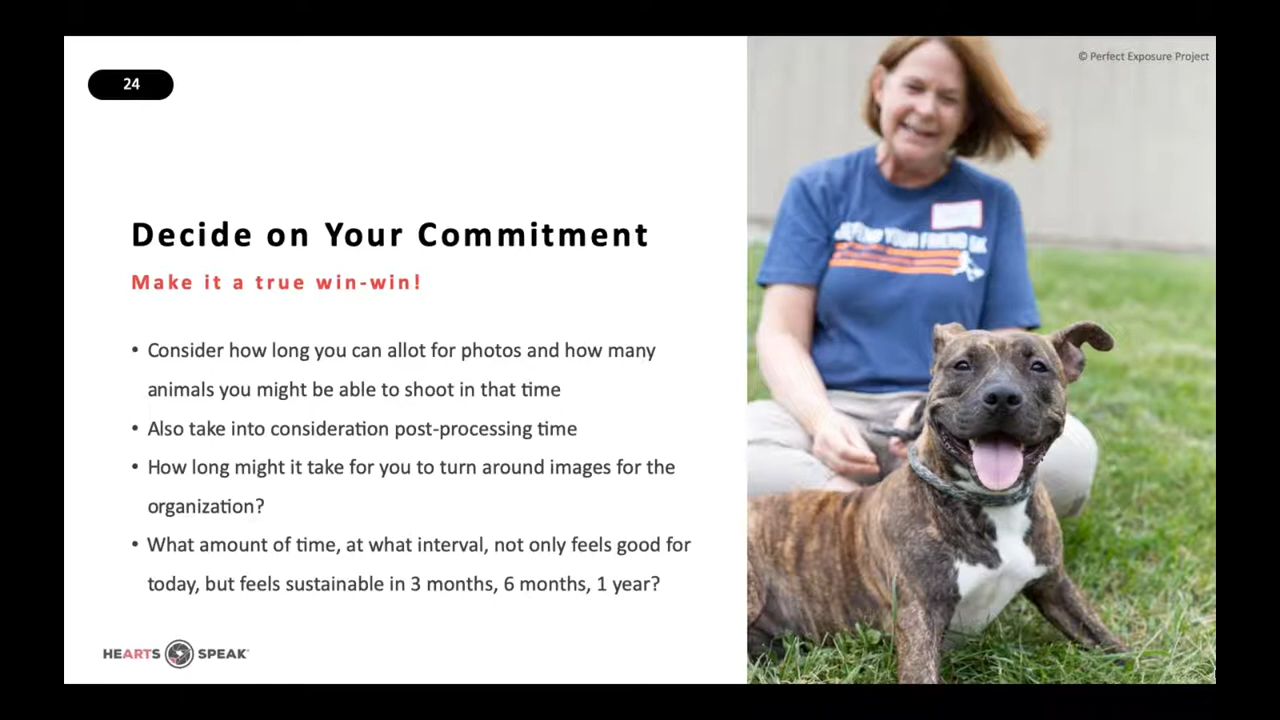 24
© Perfect Exposure Project
Decide on Your Commitment
Make it a true win-win!
• Consider how long you can allot for photos and how many
animals you might be able to shoot in that time
• Also take into consideration post-processing time
• How long might it take for you to turn around images for the
organization?
• What amount of time, at what interval, not only feels good for
today, but feels sustainable in 3 months, 6 months, 1 year?
YOUR FRIEND
HEARTS SPEAK